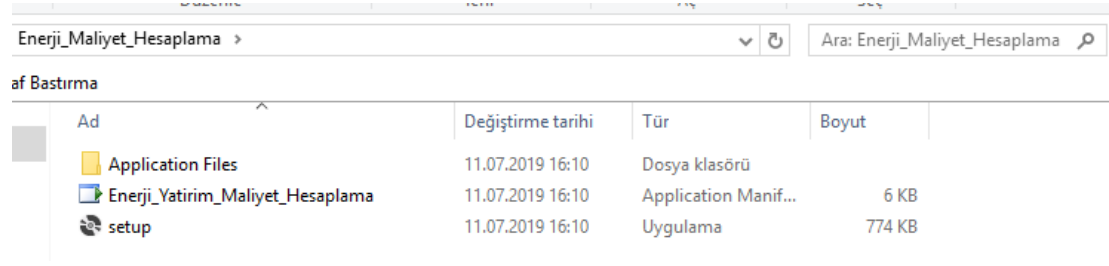 Enerji_Maliyet_Hesaplama >
Ara: Enerji_Maliyet_Hesaplama
af Bastırma
Ad Değiştirme tarihi Tür Boyut
Application Files 11.07.2019 16:10 Dosya klasörü
Enerji_Yatirim_Maliyet_Hesaplama 11.07.2019 16:10 Application Manif... 6 KB
setup 11.07.2019 16:10 Uygulama 774 KB